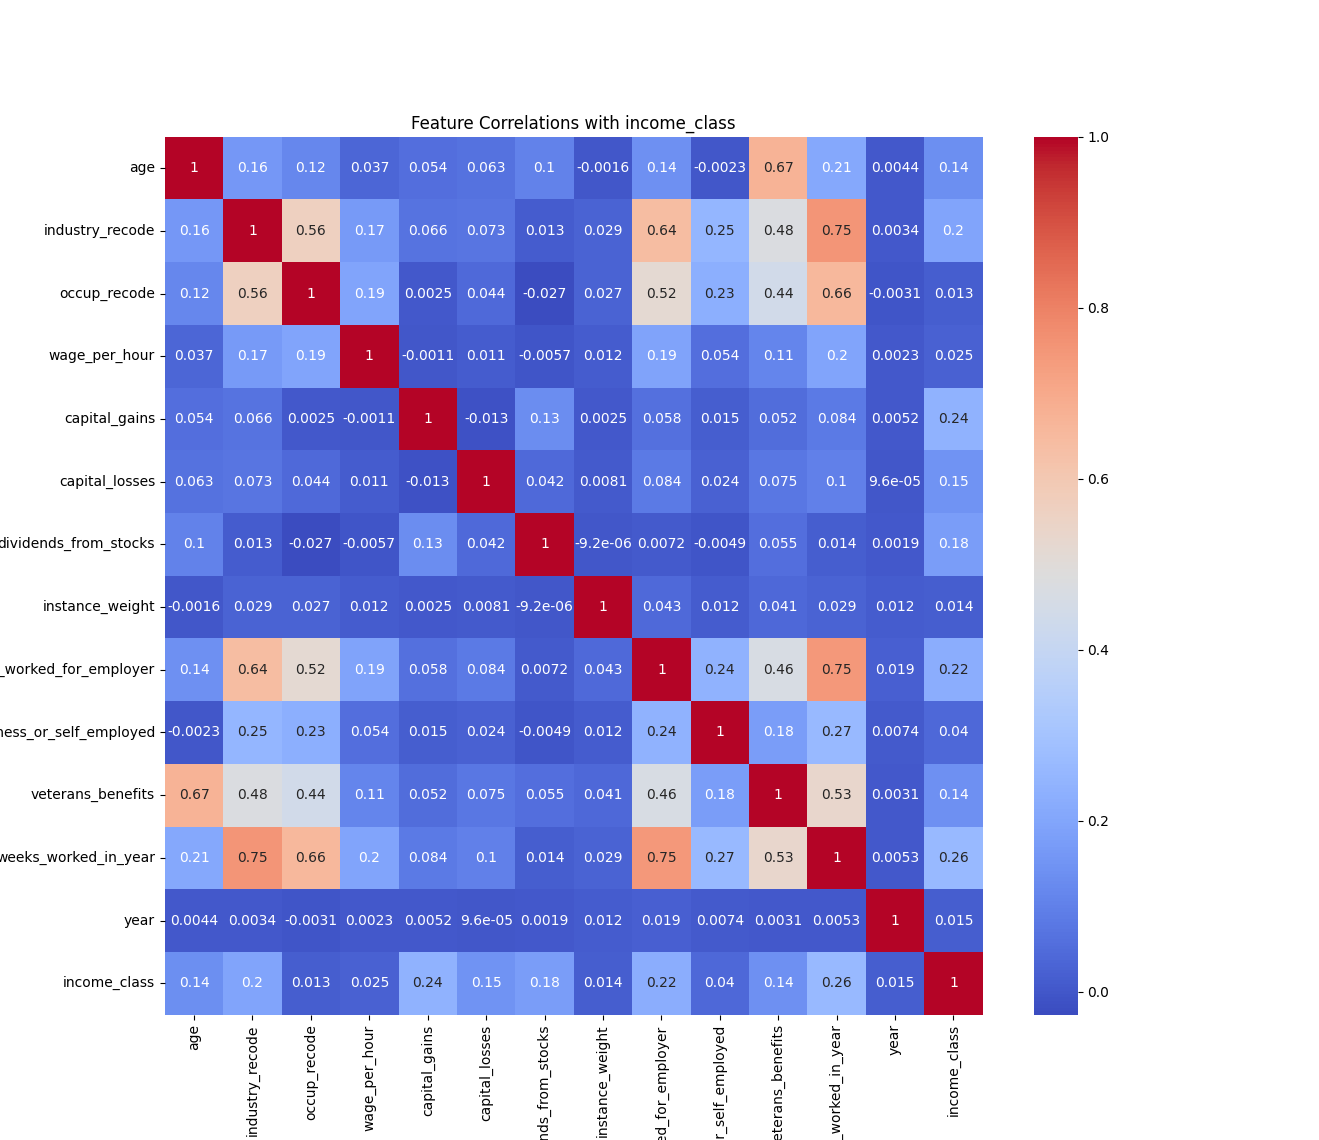 Feature Correlations with income_class
age 1 0.16 0.12 0.037 0.054 0.063 0.1 -0.0016 0.14 -0.0023 0.67 0.21 0.0044 0.14
industry_recode 0.16 1 0.56 0.17 0.066 0.073 0.013 0.029 0.64 0.25 0.48 0.75 0.0034 0.2
occup_recode 0.12 0.56 1 0.19 0.0025 0.044 -0.027 0.027 0.52 0.23 0.44 0.66 -0.0031 0.013
wage_per_hour 0.037 0.17 0.19 1 -0.0011 0.011 -0.0057 0.012 0.19 0.054 0.11 0.2 0.0023 0.025
capital_gains 0.054 0.066 0.0025 -0.0011 1 -0.013 0.13 0.0025 0.058 0.015 0.052 0.084 0.0052 0.24
capital_losses 0.063 0.073 0.044 0.011 -0.013 1 0.042 0.0081 0.084 0.024 0.075 0.1 9.6e-05 0.15
dividends_from_stocks 0.1 0.013 -0.027 -0.0057 0.13 0.042 1 -9.2e-06 0.0072 -0.0049 0.055 0.014 0.0019 0.18
instance_weight -0.0016 0.029 0.027 0.012 0.0025 0.0081 -9.2e-06 1 0.043 0.012 0.041 0.029 0.012 0.014
_worked_for_employer 0.14 0.64 0.52 0.19 0.058 0.084 0.0072 0.043 1 0.24 0.46 0.75 0.019 0.22
ness_or_self_employed -0.0023 0.25 0.23 0.054 0.015 0.024 -0.0049 0.012 0.24 1 0.18 0.27 0.0074 0.04
veterans_benefits 0.67 0.48 0.44 0.11 0.052 0.075 0.055 0.041 0.46 0.18 1 0.53 0.0031 0.14
weeks_worked_in_year 0.21 0.75 0.66 0.2 0.084 0.1 0.014 0.029 0.75 0.27 0.53 1 0.0053 0.26
year 0.0044 0.0034 -0.0031 0.0023 0.0052 9.6e-05 0.0019 0.012 0.019 0.0074 0.0031 0.0053 1 0.015
income_class 0.14 0.2 0.013 0.025 0.24 0.15 0.18 0.014 0.22 0.04 0.14 0.26 0.015 1
age
industry_recode
occup_recode
wage_per_hour
capital_gains
capital_losses
nds_from_stocks
instance_weight
ed_for_employer
r_self_employed
eterans_benefits
_worked_in_year
year
income_class
1.0
0.8
0.6
0.4
0.2
0.0